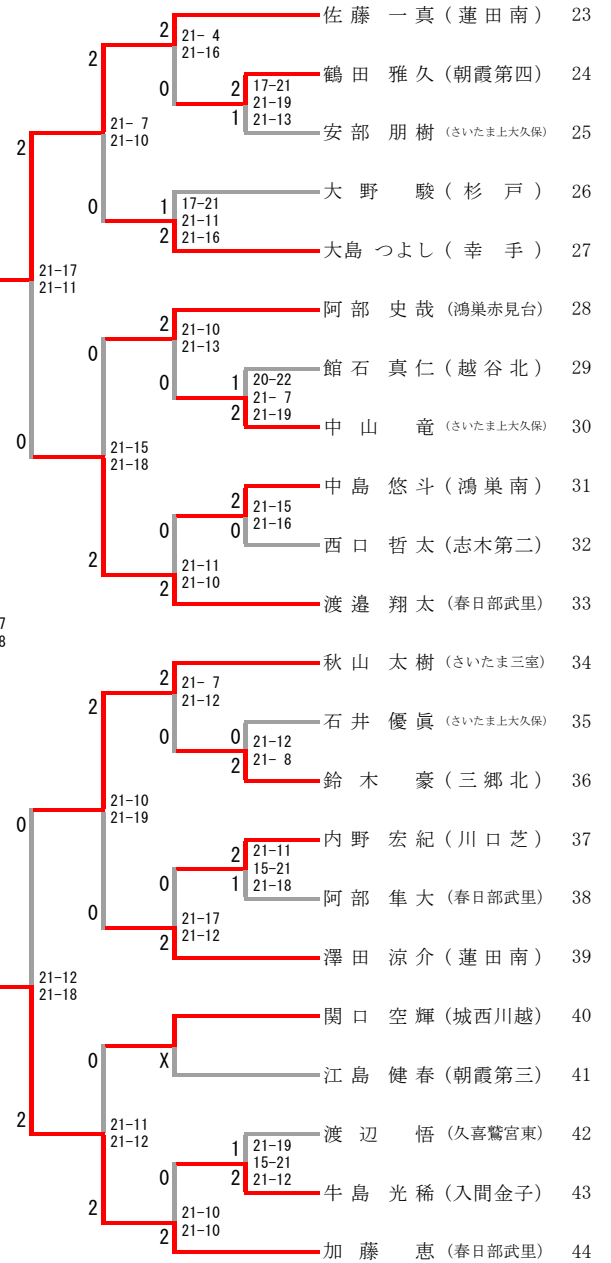 佐藤 一真 (蓮田南) 23
2 21- 4
21-16
2
0
鶴田 雅久 (朝霞第四) 24
2 17-21
21-19
1 21-13
安部 朋樹 (さいたま上大久保) 25
21- 7
21-10
2
大野 駿 (杉戸) 26
0
1 17-21
21-11
2 21-16
大島 つよし (幸手) 27
21-17
21-11
阿部 史哉 (鴻巣赤見台) 28
2 21-10
21-13
0
0
館石 真仁 (越谷北) 29
1 20-22
21- 7
2 21-19
中山 竜 (さいたま上大久保) 30
0
21-15
21-18
中島 悠斗 (鴻巣南) 31
2 21-15
0 21-16
0
西口 哲太 (志木第二) 32
2
21-11
2 21-10
渡邉 翔太 (春日部武里) 33
7
8
秋山 太樹 (さいたま三室) 34
2 21- 7
21-12
2
0
石井 優眞 (さいたま上大久保) 35
0 21-12
2 21- 8
鈴木 豪 (三郷北) 36
21-10
21-19
0
内野 宏紀 (川口芝) 37
2 21-11
15-21
1 21-18
0
阿部 隼大 (春日部武里) 38
0
21-17
2 21-12
澤田 涼介 (蓮田南) 39
21-12
21-18
関口 空輝 (城西川越) 40
0
X
江島 健春 (朝霞第三) 41
2
21-11
21-12
渡辺 悟 (久喜鷲宮東) 42
1 21-19
15-21
2 21-12
0
牛島 光稀 (入間金子) 43
2
21-10
2 21-10
加藤 恵 (春日部武里) 44